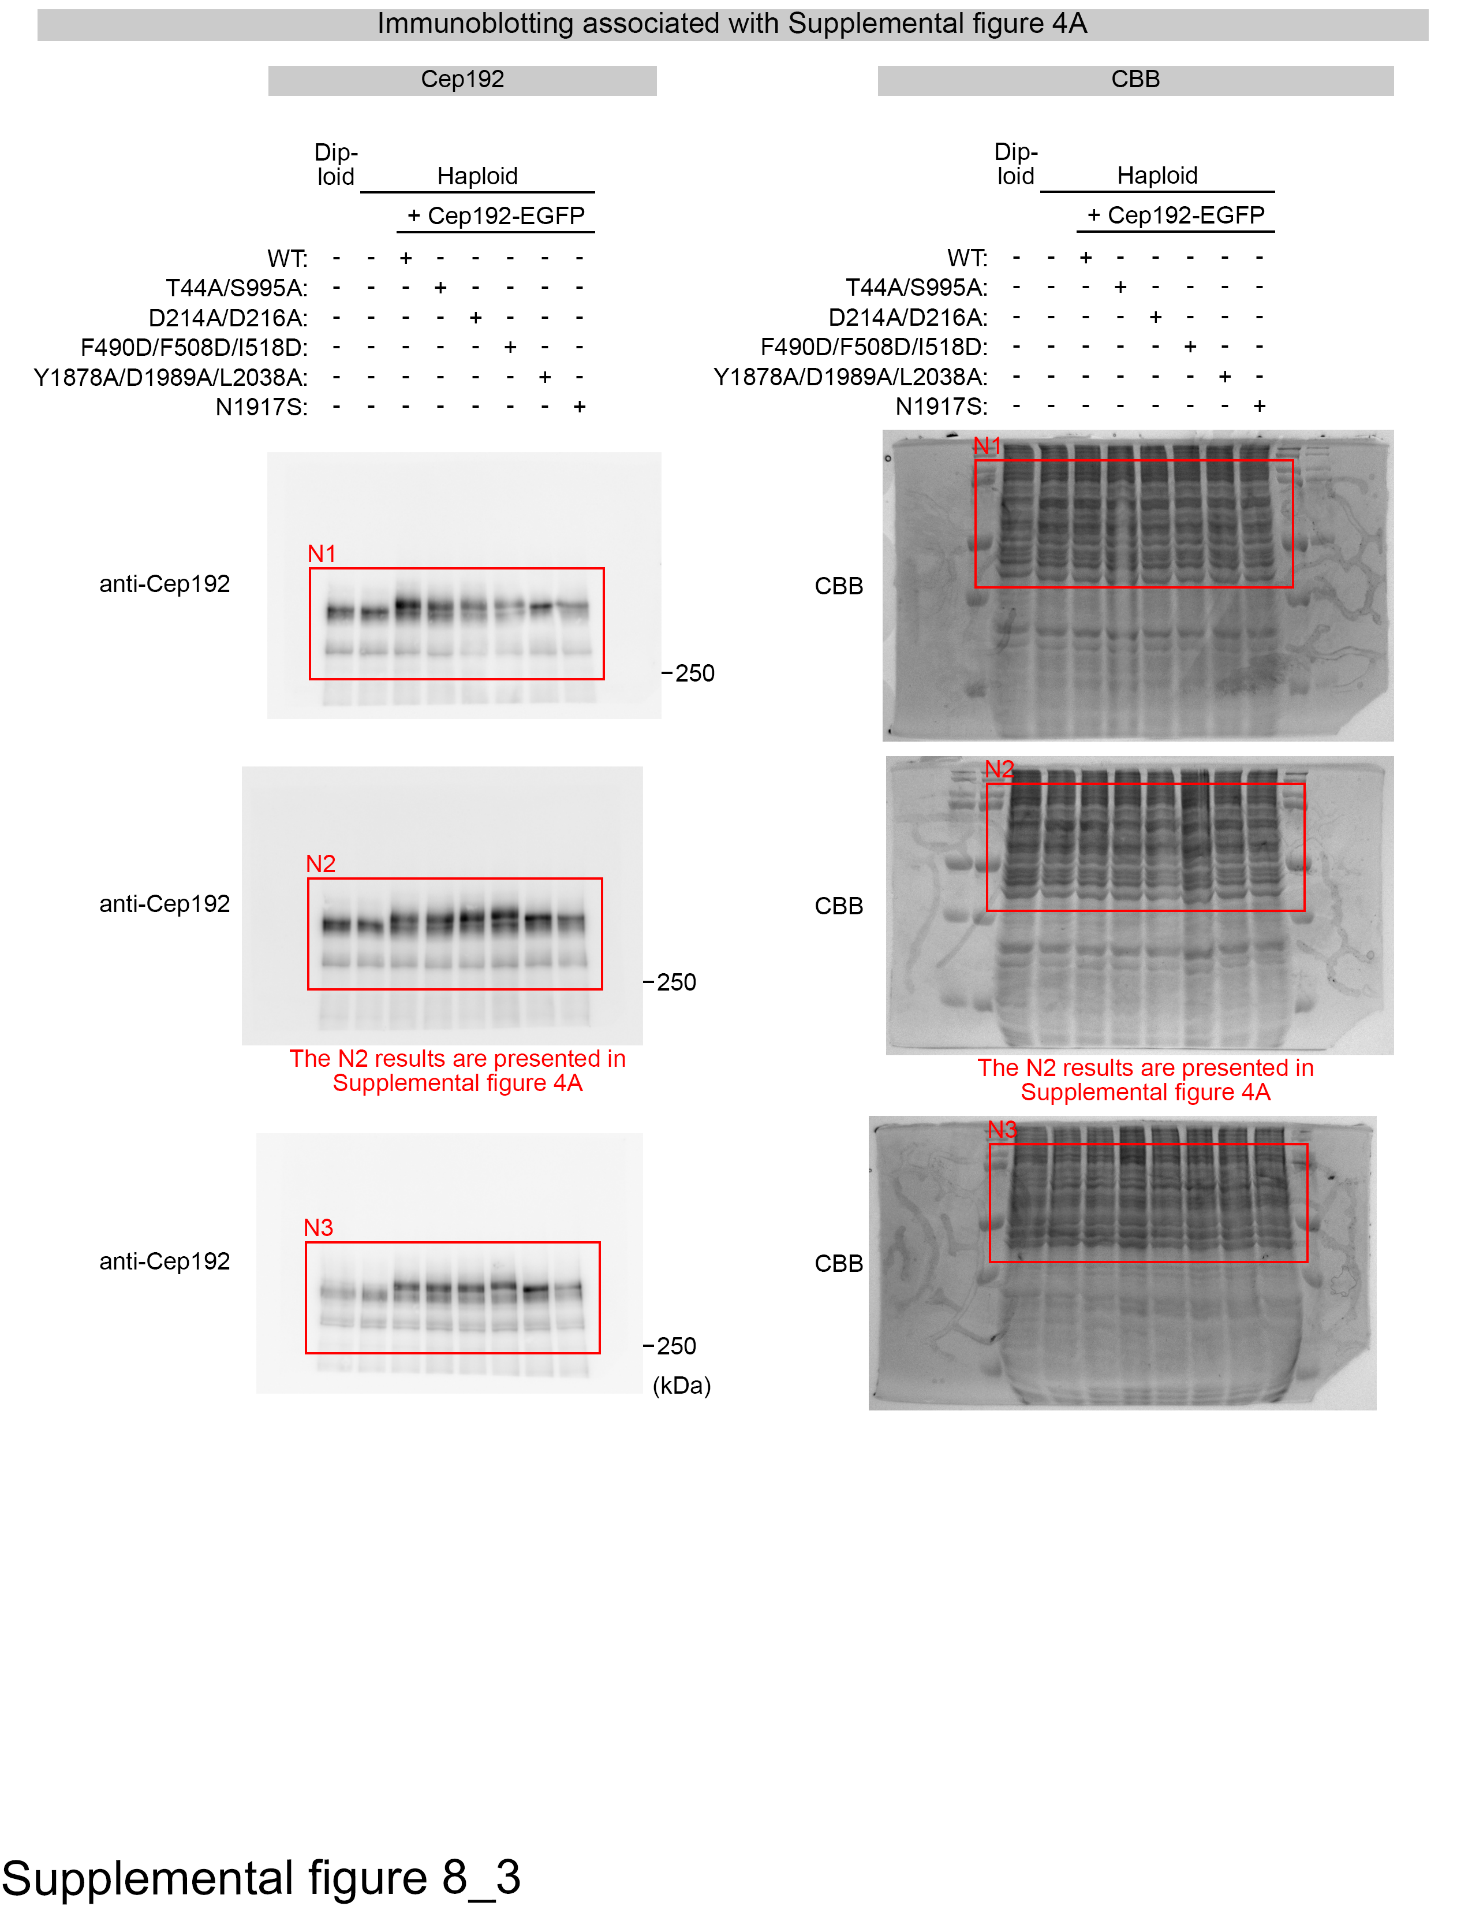 Immunoblotting associated with Supplemental figure 4A
Cep192
Dip-
loid
Haploid
+ Cep192-EGFP
WT: - - + - - - - -
T44A/S995A: - - - + - - - -
D214A/D216A: - - - - + - - -
F490D/F508D/I518D: - - - - - + - -
Y1878A/D1989A/L2038A: - - - - - - + -
N1917S: - - - - - - - +
anti-Cep192
N1
-250
anti-Cep192
N2
-250
The N2 results are presented in
Supplemental figure 4A
anti-Cep192
N3
-250
(kDa)
CBB
Dip-
loid
Haploid
+ Cep192-EGFP
WT: - - + - - - - -
T44A/S995A: - - - + - - - -
D214A/D216A: - - - - + - - -
F490D/F508D/I518D: - - - - - + - -
Y1878A/D1989A/L2038A: - - - - - - + -
N1917S: - - - - - - - +
CBB
N1
CBB
N2
The N2 results are presented in
Supplemental figure 4A
CBB
N3
Supplemental figure 8_3